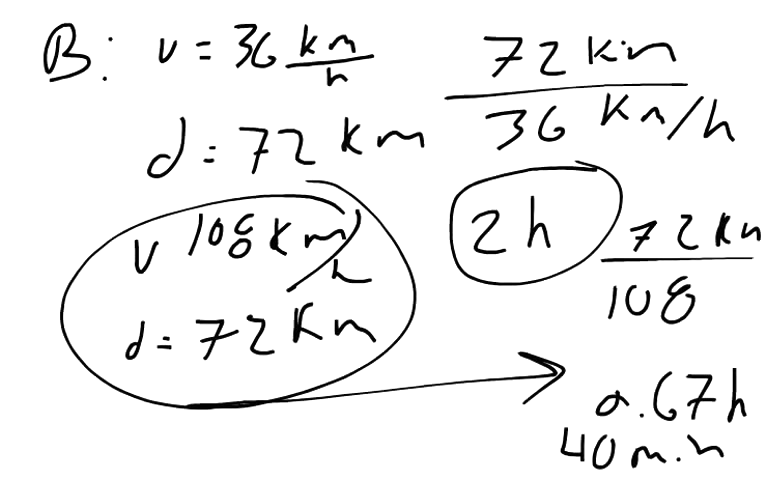 B: v = 36 km/h
d = 72 km
72 km
36 km/h
2 h
v 108 km/h
d = 72 km
72 km
108
0.67h
40 min